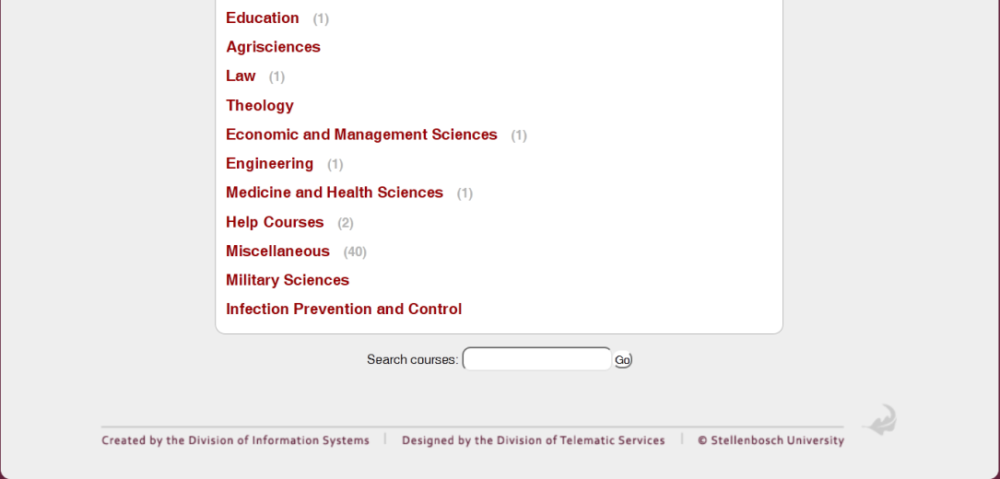 Education (1)
Agrisciences
Law (1)
Theology
Economic and Management Sciences (1)
Engineering (1)
Medicine and Health Sciences (1)
Help Courses (2)
Miscellaneous (40)
Military Sciences
Infection Prevention and Control
Search courses: Go
Created by the Division of Information Systems | Designed by the Division of Telematic Services | © Stellenbosch University